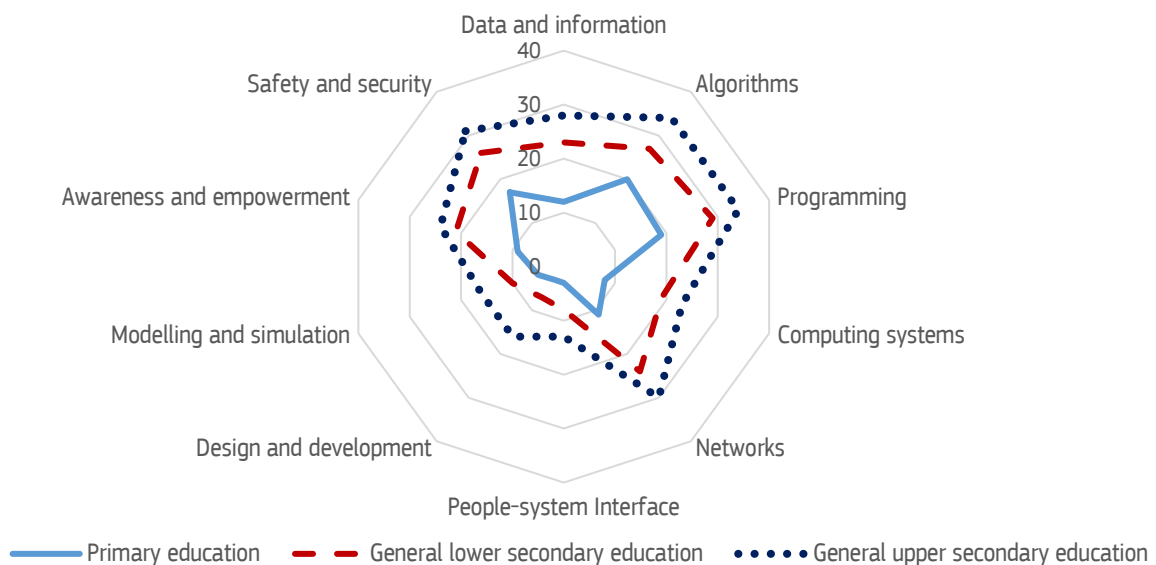 Data and information
40
Safety and security
Algorithms
30
20
Awareness and empowerment
Programming
10
0
Modelling and simulation
Computing systems
Design and development
Networks
People-system Interface
Primary education
General lower secondary education
General upper secondary education